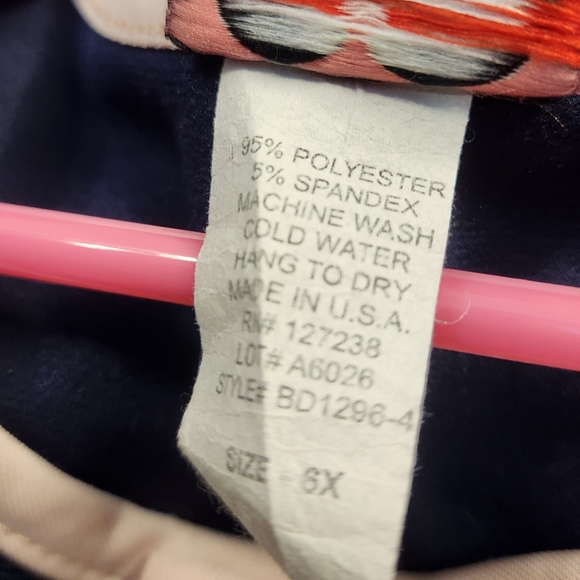 95% POLYESTER
5% SPANDEX
MACHINE WASH
COLD WATER
HANG TO DRY
MADE IN U.S.A.
RN# 127238
LOT# A6026
STYLE# BD1296-4
SIZE 6X